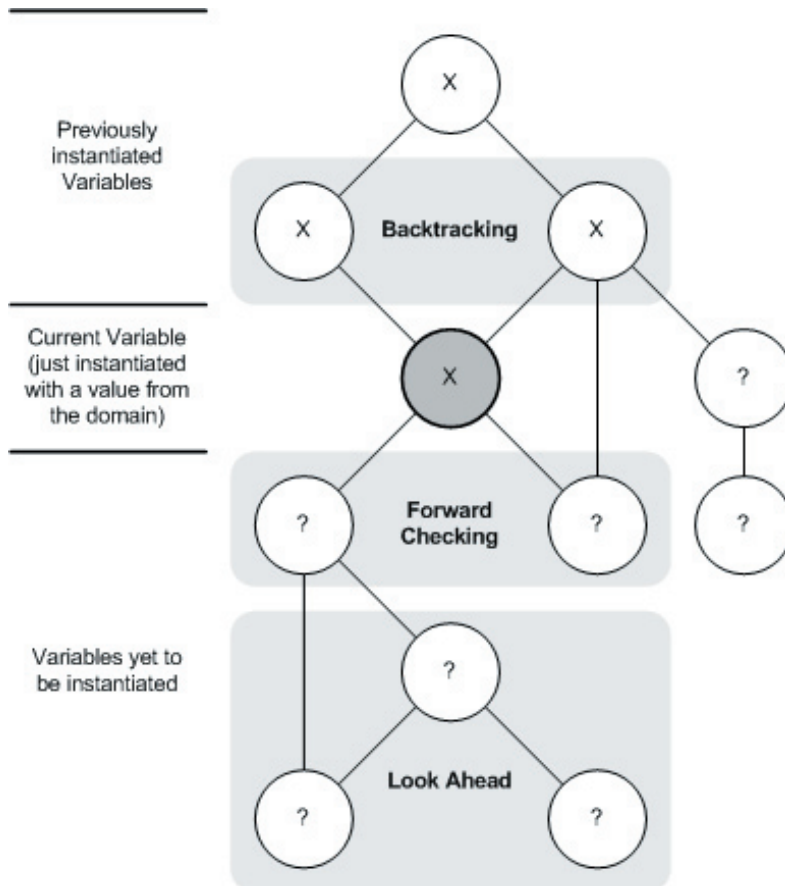 X
Previously
instantiated
Variables
X
Backtracking
X
Current Variable
(just instantiated
with a value from
the domain)
X
?
?
Forward
Checking
?
?
Variables yet to
be instantiated
?
Look Ahead
?
?